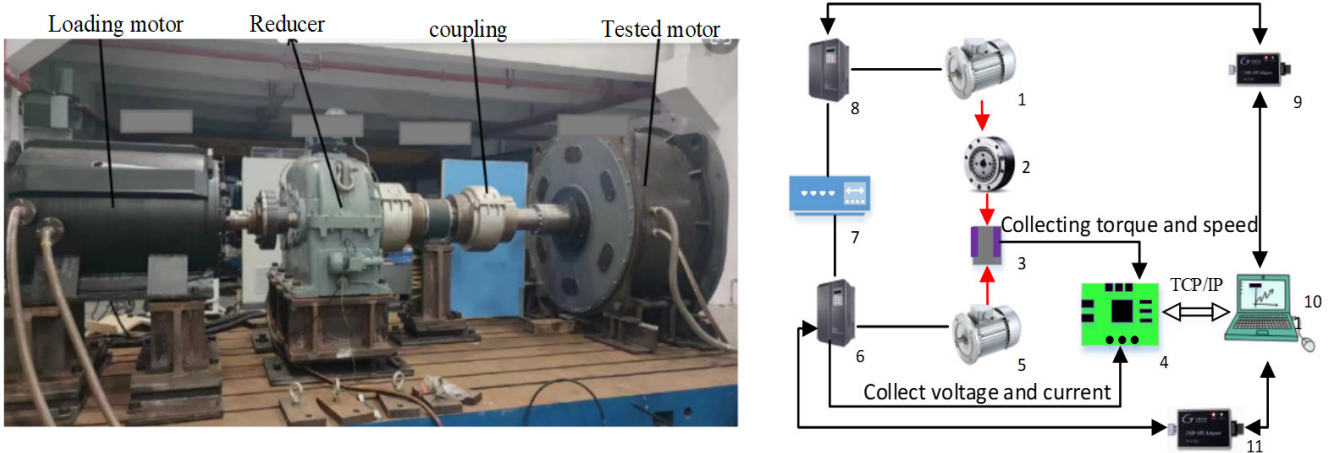 Loading motor
Reducer
coupling
Tested motor
8
1
9
2
7
Collecting torque and speed
3
TCP/IP
10
1
6
5
4
Collect voltage and current
11